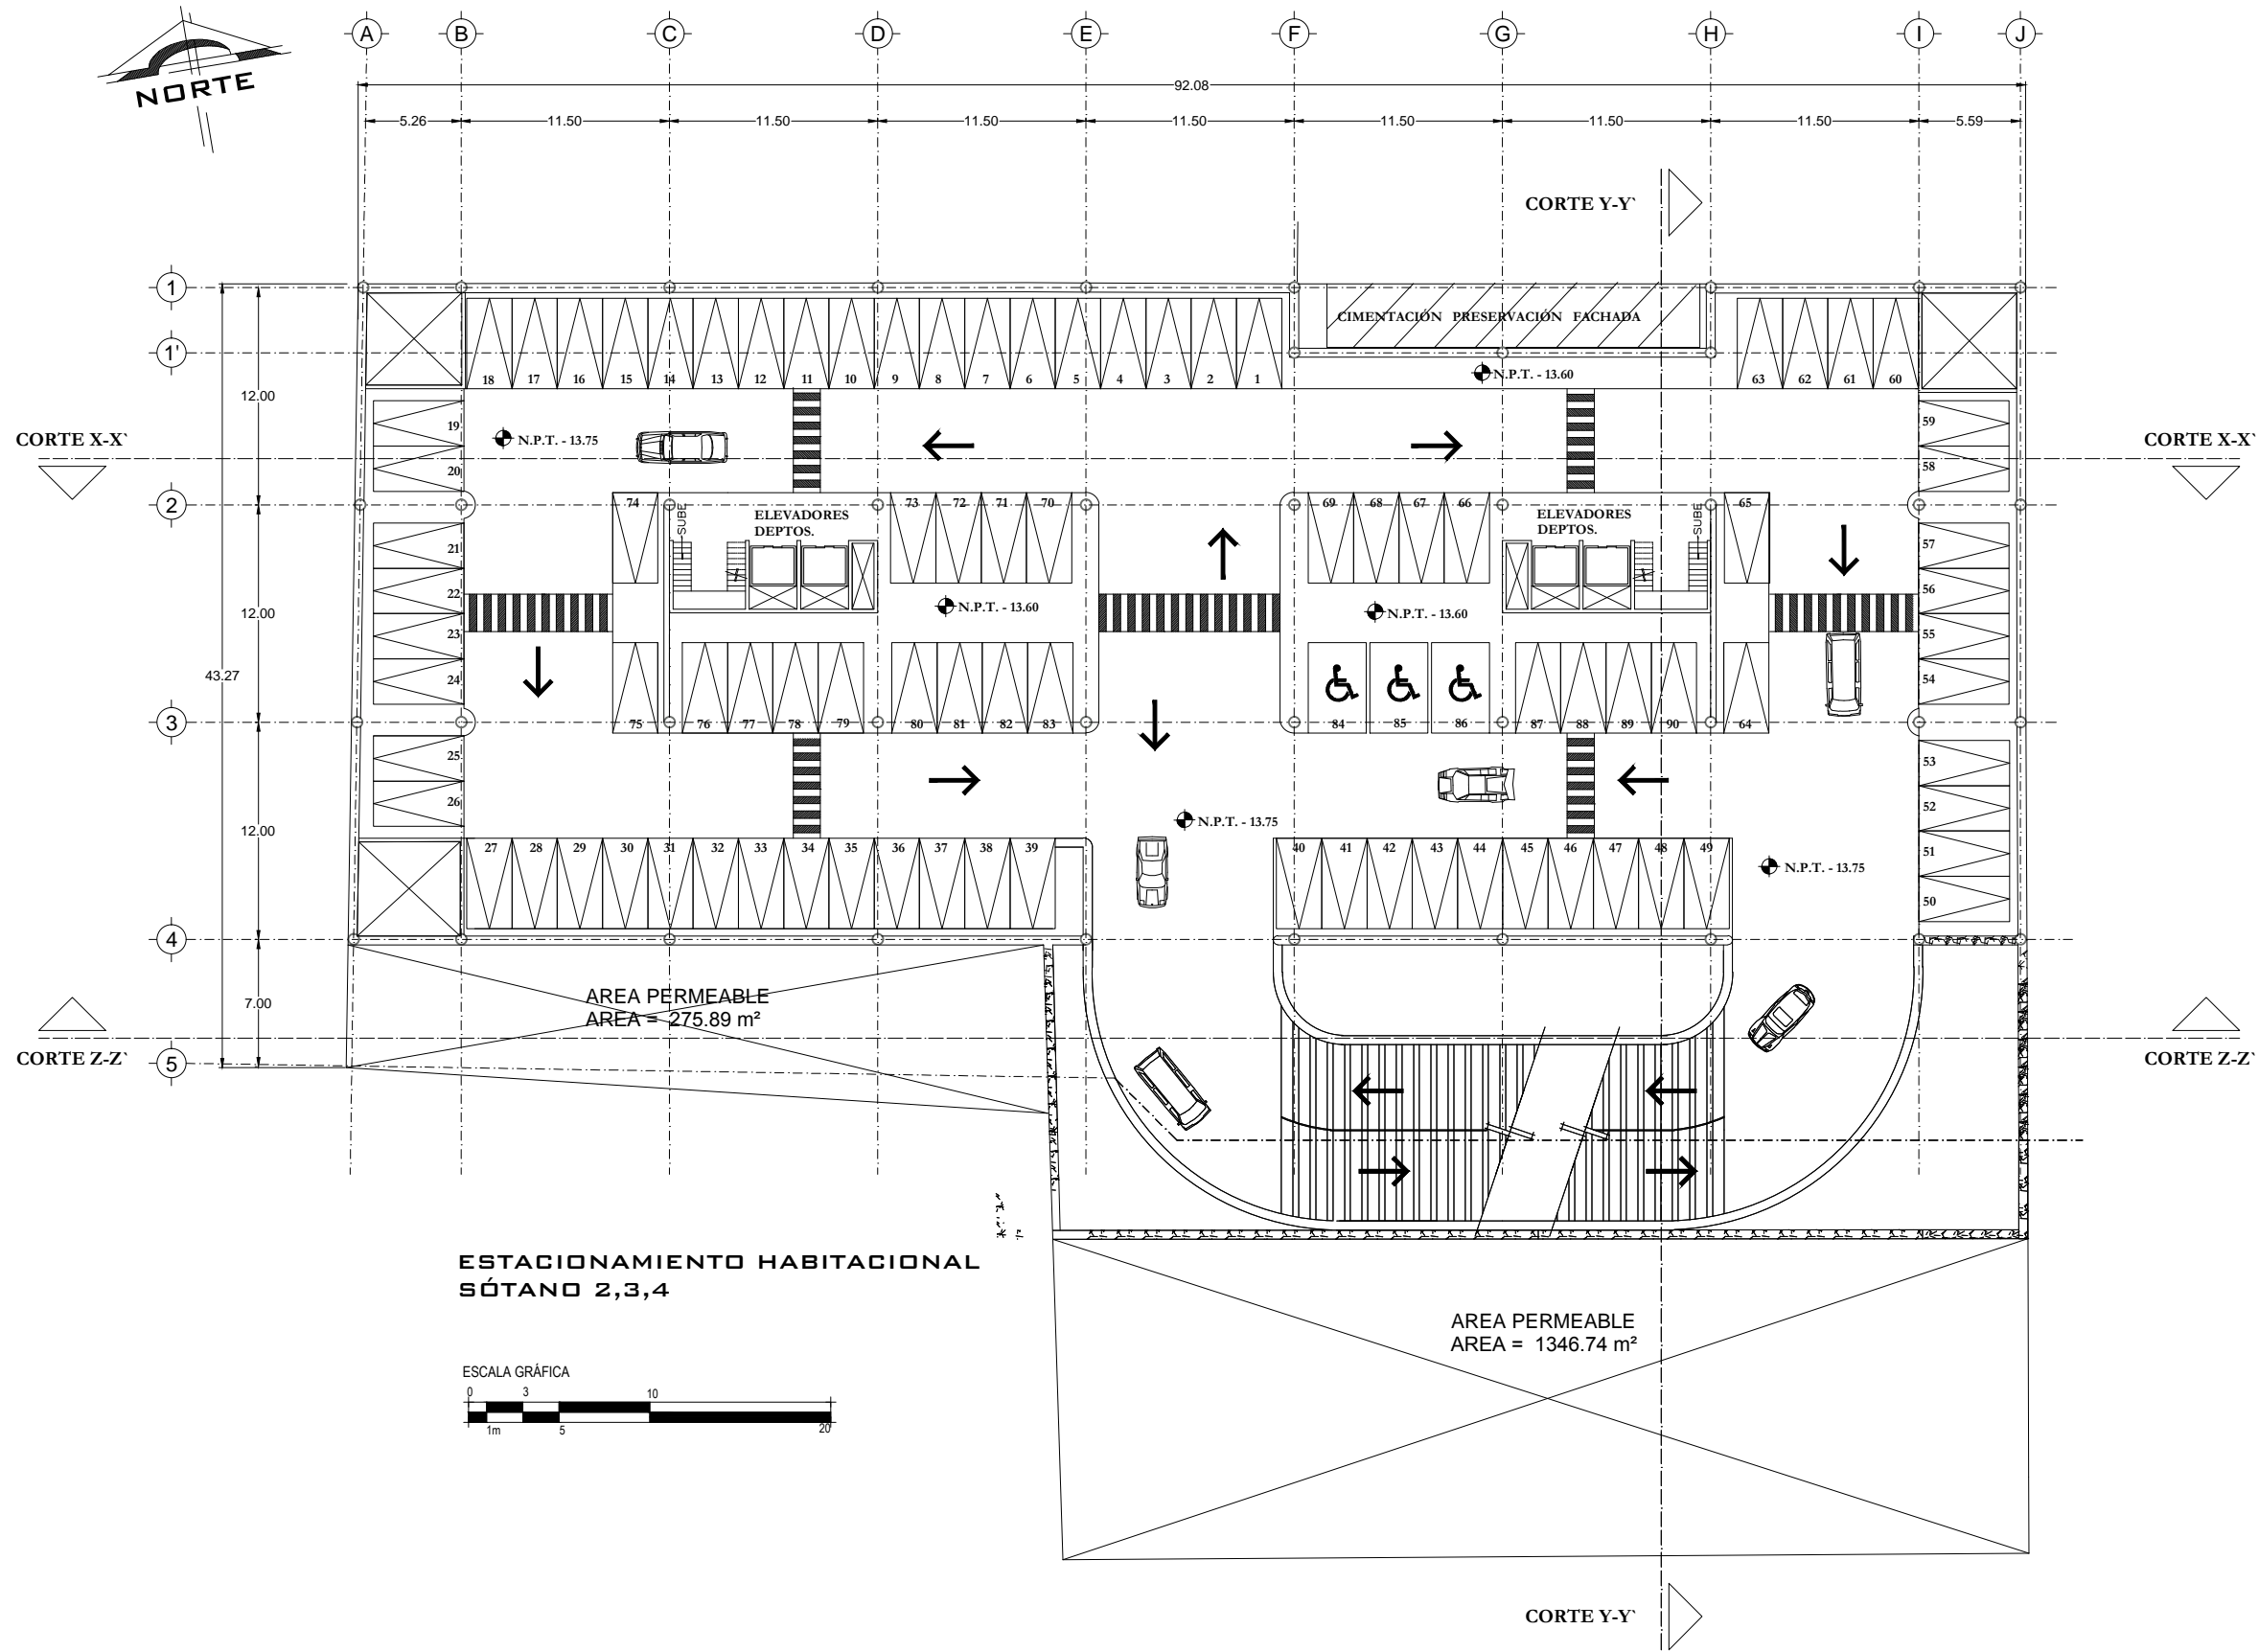 A B C D E F G H I J
NORTE
92.08
5.26 11.50 11.50 11.50 11.50 11.50 11.50 11.50 5.59
CORTE Y-Y`
1
CIMENTACIÓN PRESERVACIÓN FACHADA
1'
18 17 16 15 14 13 12 11 10 9 8 7 6 5 4 3 2 1
N.P.T. - 13.60
63 62 61 60
12.00
CORTE X-X`
19
N.P.T. - 13.75
59
CORTE X-X`
20
58
2
74
SUBE
ELEVADORES
DEPTOS.
73 72 71 70
69 68 67 66
ELEVADORES
DEPTOS.
SUBE
65
21
57
22
56
12.00
N.P.T. - 13.60
N.P.T. - 13.60
23
55
43.27
24
54
3
75 76 77 78 79 80 81 82 83
84 85 86 87 88 89 90 64
25
53
26
52
12.00
N.P.T. - 13.75
27 28 29 30 31 32 33 34 35 36 37 38 39
40 41 42 43 44 45 46 47 48 49
51
N.P.T. - 13.75
50
4
7.00
AREA PERMEABLE
AREA = 275.89 m²
CORTE Z-Z`
5
CORTE Z-Z`
ESTACIONAMIENTO HABITACIONAL
SÓTANO 2,3,4
AREA PERMEABLE
AREA = 1346.74 m²
ESCALA GRÁFICA
0 3 10
1m 5 20
CORTE Y-Y`